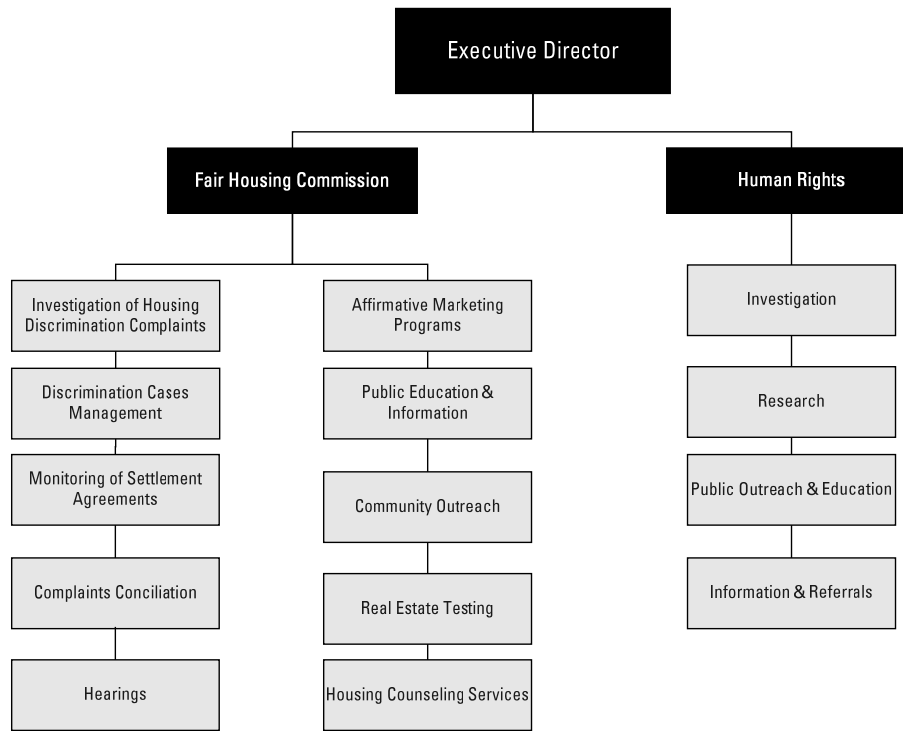 Executive Director
Fair Housing Commission
Human Rights
Investigation of Housing
Discrimination Complaints
Discrimination Cases
Management
Monitoring of Settlement
Agreements
Complaints Conciliation
Hearings
Affirmative Marketing
Programs
Public Education &
Information
Community Outreach
Real Estate Testing
Housing Counseling Services
Investigation
Research
Public Outreach & Education
Information & Referrals